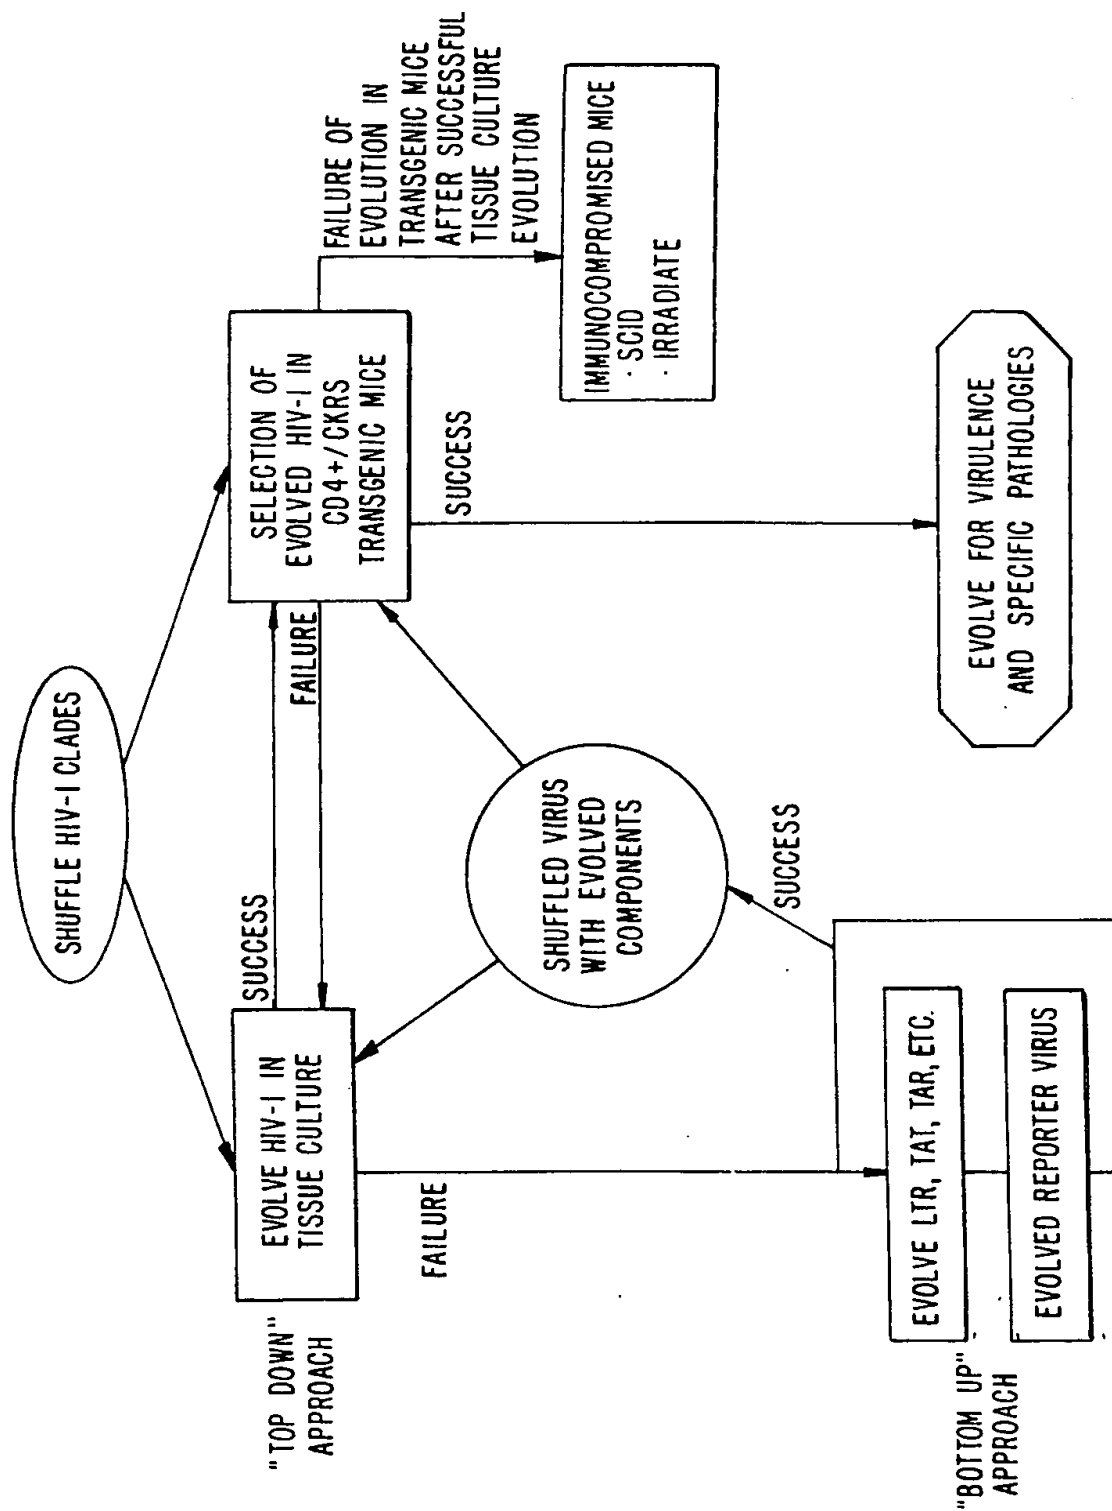 SHUFFLE HIV-1 CLADES
"TOP DOWN"
APPROACH
EVOLVE HIV-1 IN
TISSUE CULTURE
SUCCESS
FAILURE
SELECTION OF
EVOLVED HIV-1 IN
CD4+/CKRS
TRANSGENIC MICE
FAILURE OF
EVOLUTION IN
TRANSGENIC MICE
AFTER SUCCESSFUL
TISSUE CULTURE
EVOLUTION
FAILURE
SHUFFLED VIRUS
WITH EVOLVED
COMPONENTS
SUCCESS
IMMUNOCOMPROMISED MICE
· SCID
· IRRADIATE
SUCCESS
"BOTTOM UP"
APPROACH
EVOLVE LTR, TAT, TAR, ETC.
EVOLVED REPORTER VIRUS
EVOLVE FOR VIRULENCE
AND SPECIFIC PATHOLOGIES